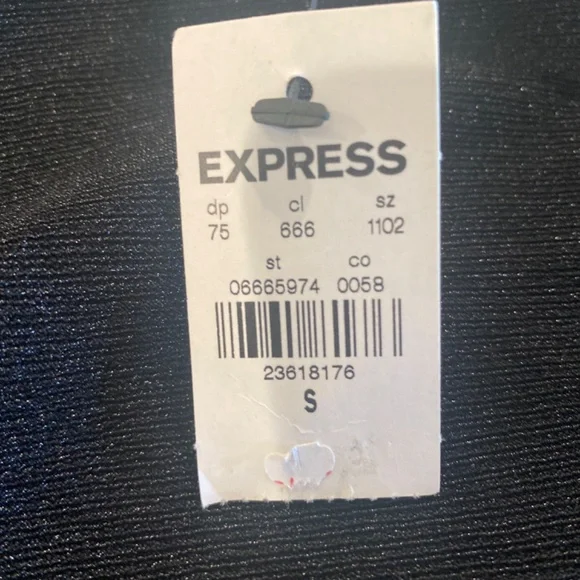 EXPRESS
dp cl sz
75 666 1102
st co
06665974 0058
23618176
S